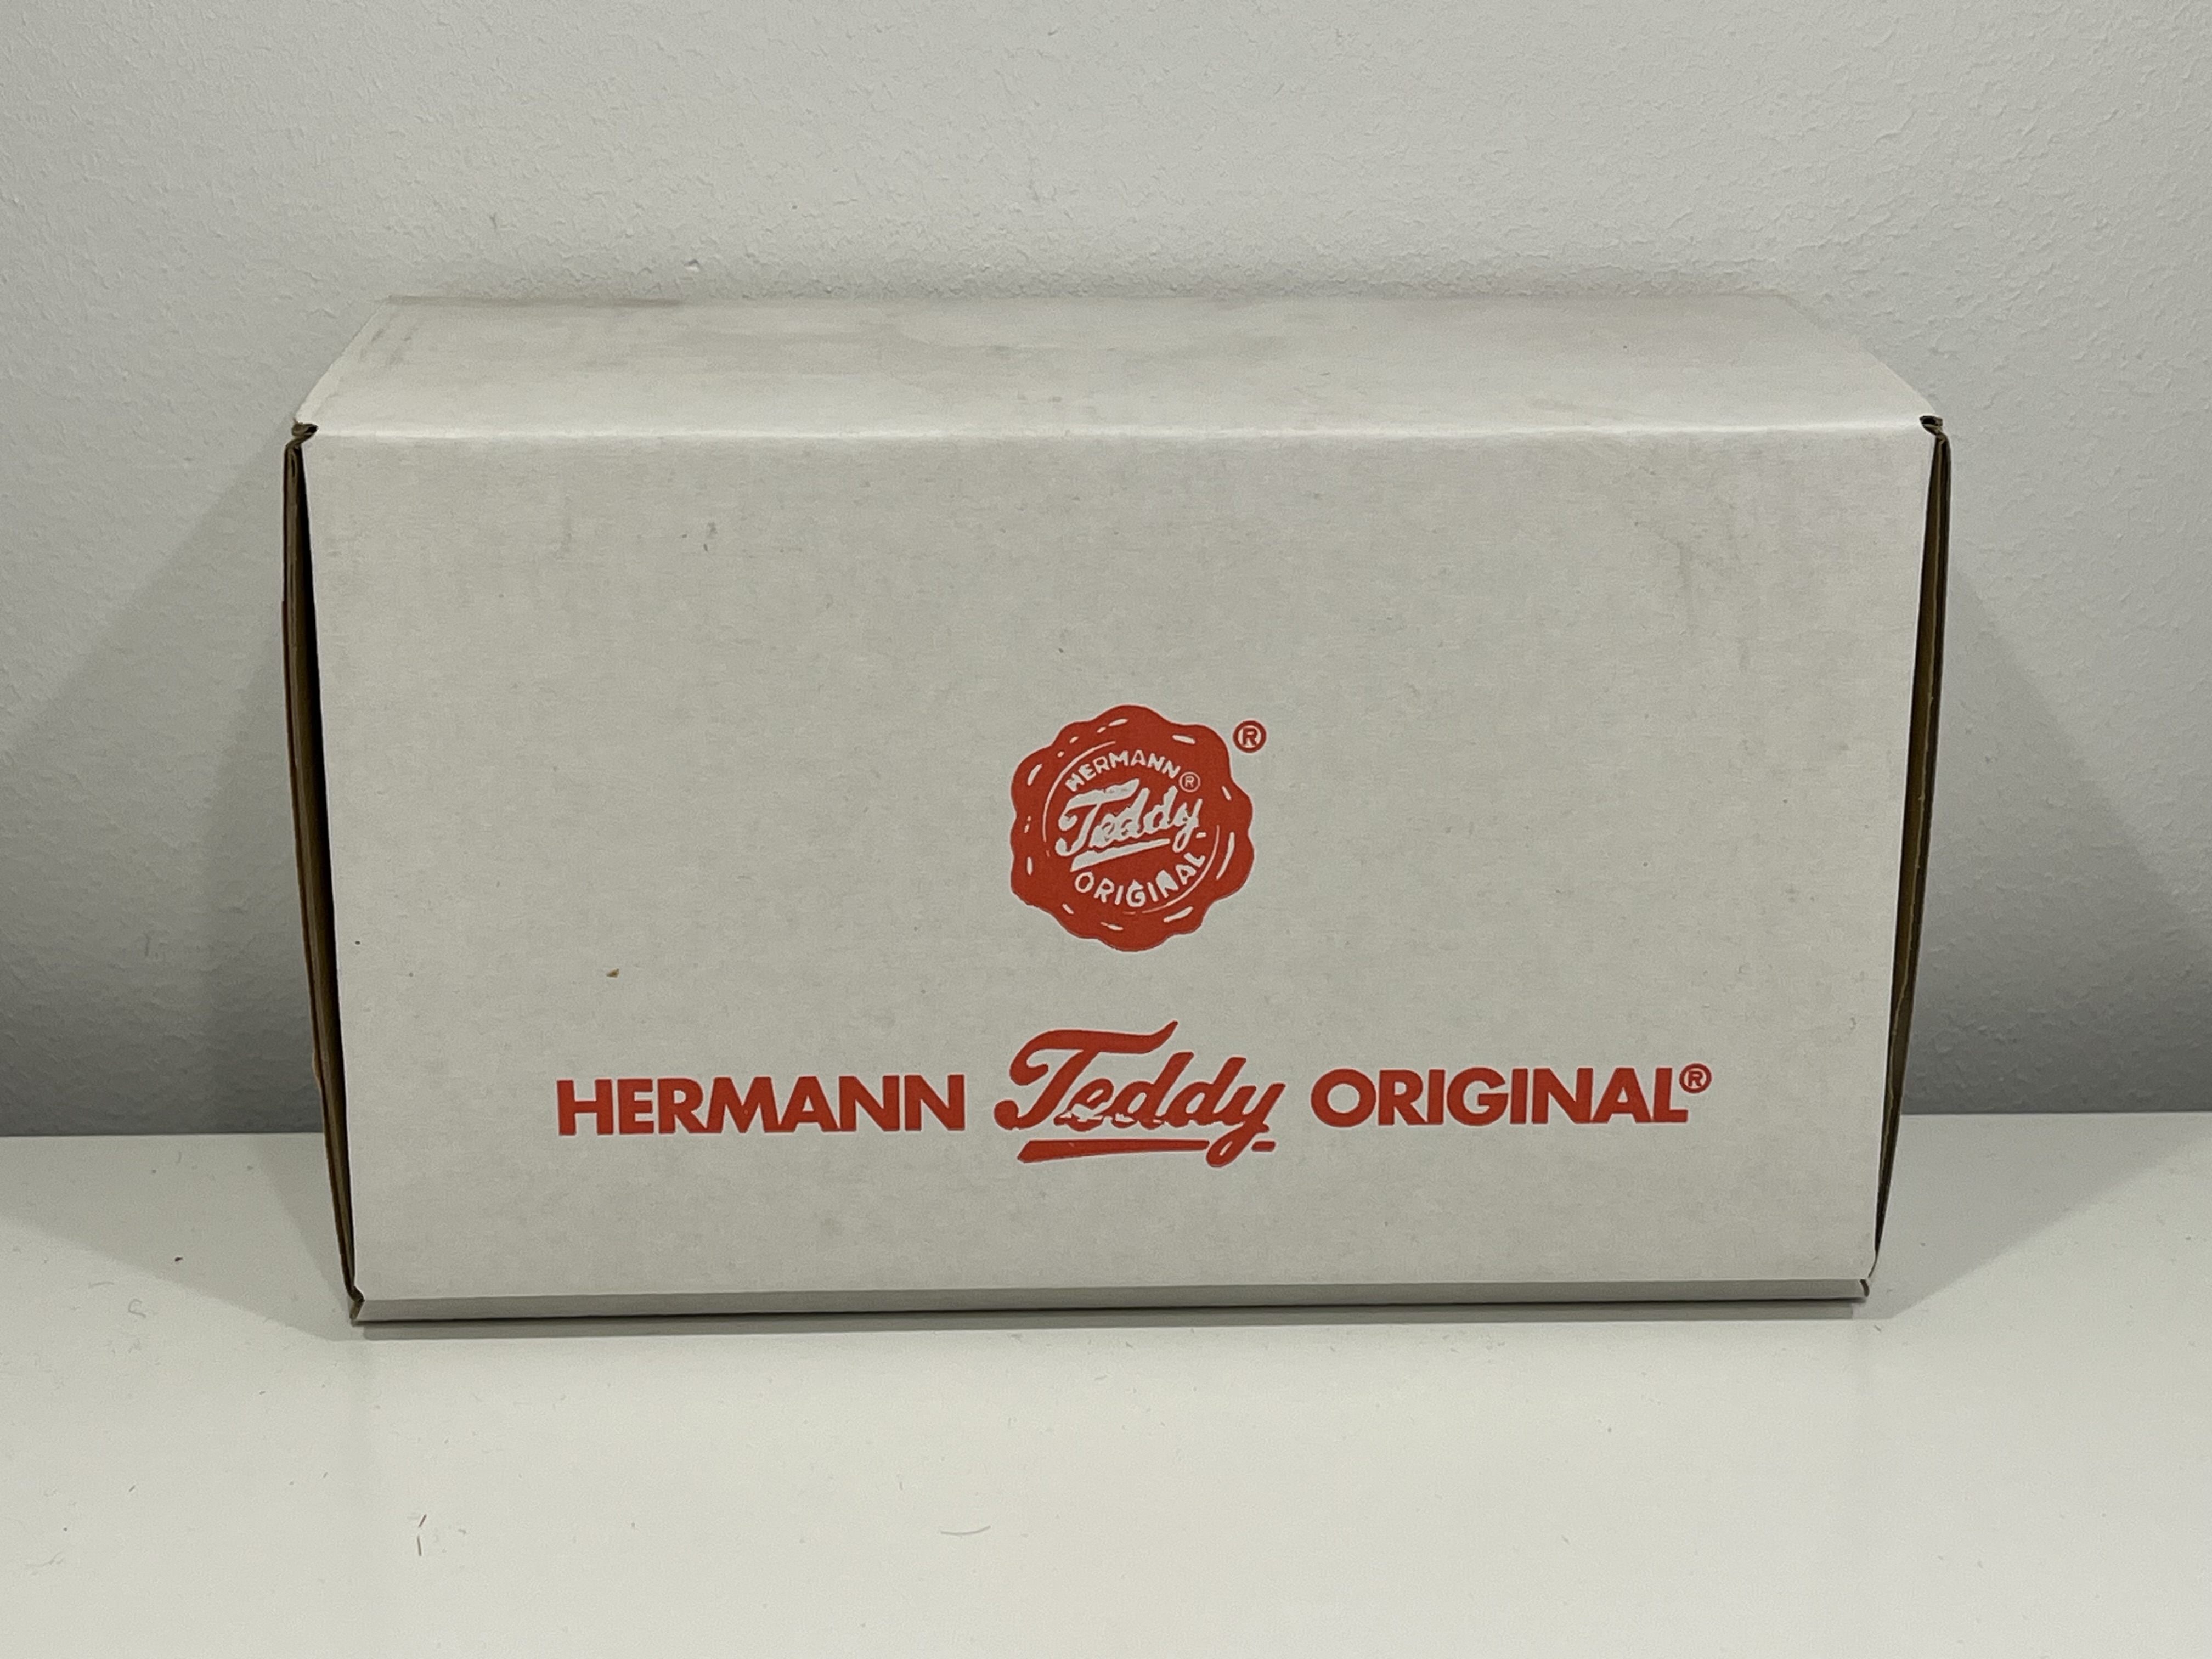 ®
HERMANN®
Teddy
ORIGINAL
HERMANN Teddy ORIGINAL®